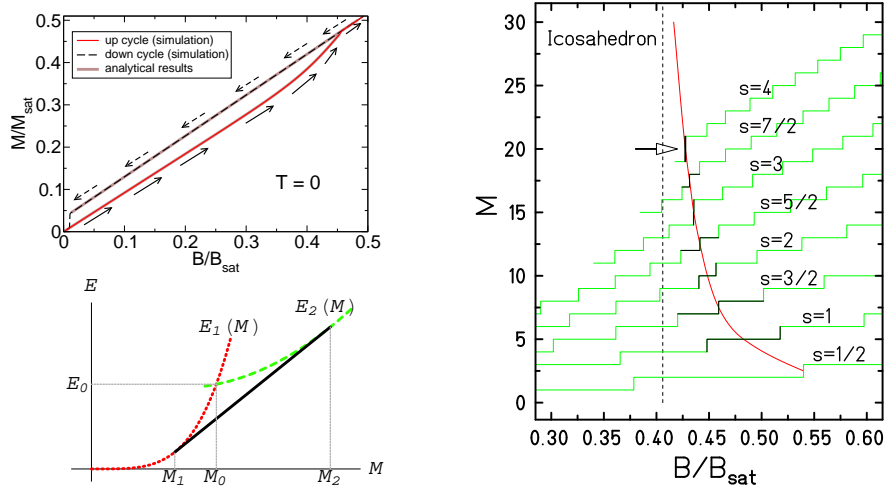 M/M_sat
0.5
0.4
0.3
0.2
0.1
0
up cycle (simulation)
down cycle (simulation)
analytical results
T = 0
0 0.1 0.2 0.3 0.4 0.5
B/B_sat
E
E_1(M)
E_2(M)
E_0
M_1 M_0 M_2
M
Icosahedron
M
30
25
20
15
10
5
0
s=4
s=7/2
s=3
s=5/2
s=2
s=3/2
s=1
s=1/2
0.30 0.35 0.40 0.45 0.50 0.55 0.60
B/B_sat